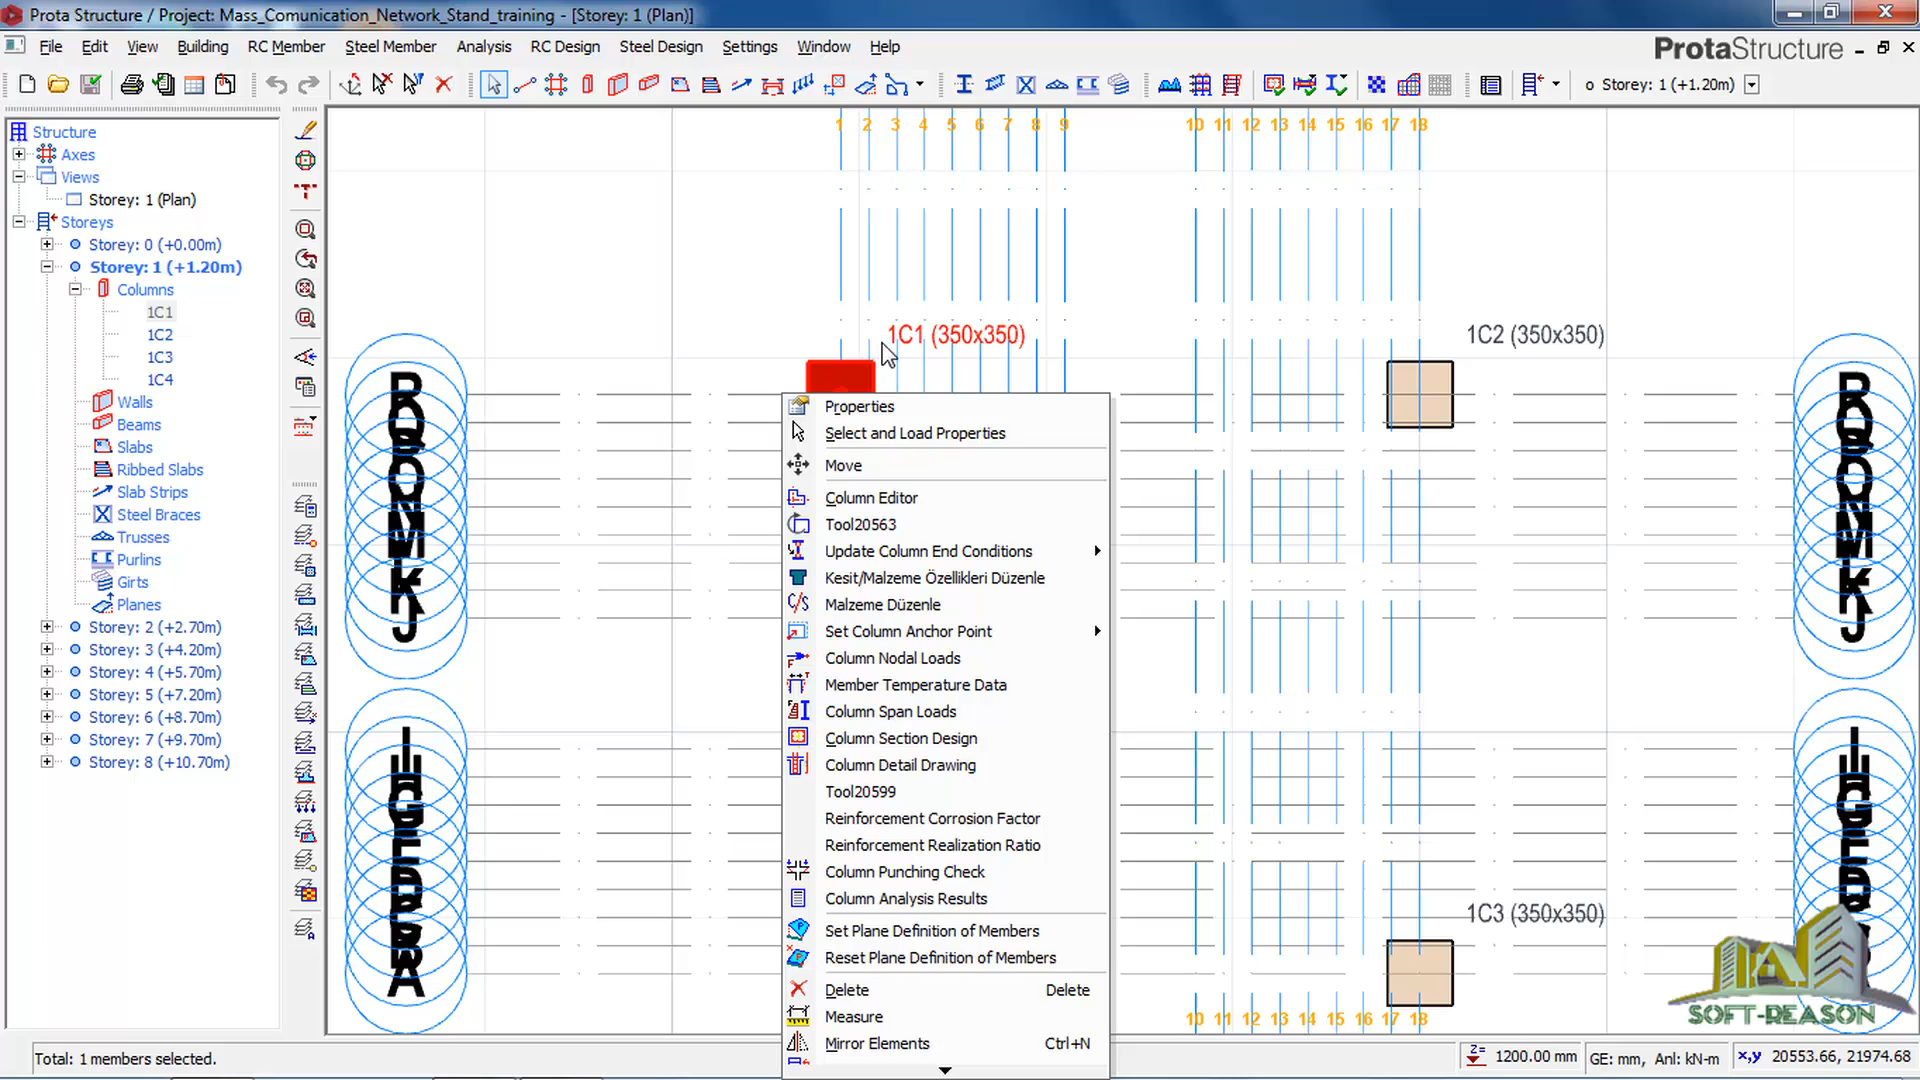 Prota Structure / Project: Mass_Comunication_Network_Stand_training - [Storey: 1 (Plan)]
File Edit View Building RC Member Steel Member Analysis RC Design Steel Design Settings Window Help
ProtaStructure
Storey: 1 (+1.20m)
Structure
Axes
Views
Storey: 1 (Plan)
Storeys
Storey: 0 (+0.00m)
Storey: 1 (+1.20m)
Columns
1C1
1C2
1C3
1C4
Walls
Beams
Slabs
Ribbed Slabs
Slab Strips
Steel Braces
Trusses
Purlins
Girts
Planes
Storey: 2 (+2.70m)
Storey: 3 (+4.20m)
Storey: 4 (+5.70m)
Storey: 5 (+7.20m)
Storey: 6 (+8.70m)
Storey: 7 (+9.70m)
Storey: 8 (+10.70m)
1 2 3 4 5 6 7 8 9 10 11 12 13 14 15 16 17 18
1C1 (350x350)
1C2 (350x350)
Properties
Select and Load Properties
Move
Column Editor
Tool20563
Update Column End Conditions
Kesit/Malzeme Özellikleri Düzenle
Malzeme Düzenle
Set Column Anchor Point
Column Nodal Loads
Member Temperature Data
Column Span Loads
Column Section Design
Column Detail Drawing
Tool20599
Reinforcement Corrosion Factor
Reinforcement Realization Ratio
Column Punching Check
Column Analysis Results
Set Plane Definition of Members
Reset Plane Definition of Members
Delete Delete
Measure
Mirror Elements Ctrl+N
1C3 (350x350)
10 11 12 13 14 15 16 17 18
SOFT-REASON
Total: 1 members selected.
Z= 1200.00 mm
GE: mm, Anl: kN-m
x,y 20553.66, 21974.68